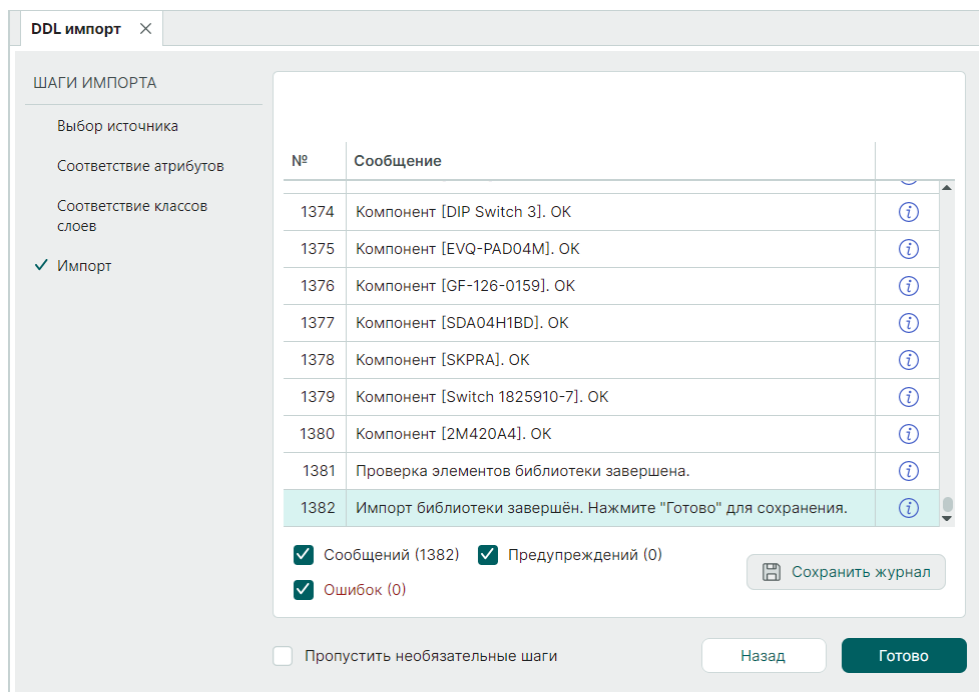 DDL импорт
ШАГИ ИМПОРТА
Выбор источника
Соответствие атрибутов
Соответствие классов
слоев
Импорт
№ Сообщение
1374 Компонент [DIP Switch 3]. OK
1375 Компонент [EVQ-PAD04M]. OK
1376 Компонент [GF-126-0159]. OK
1377 Компонент [SDA04H1BD]. OK
1378 Компонент [SKPRA]. OK
1379 Компонент [Switch 1825910-7]. OK
1380 Компонент [2M420A4]. OK
1381 Проверка элементов библиотеки завершена.
1382 Импорт библиотеки завершён. Нажмите "Готово" для сохранения.
Сообщений (1382) Предупреждений (0)
Ошибок (0)
Сохранить журнал
Пропустить необязательные шаги
Назад
Готово